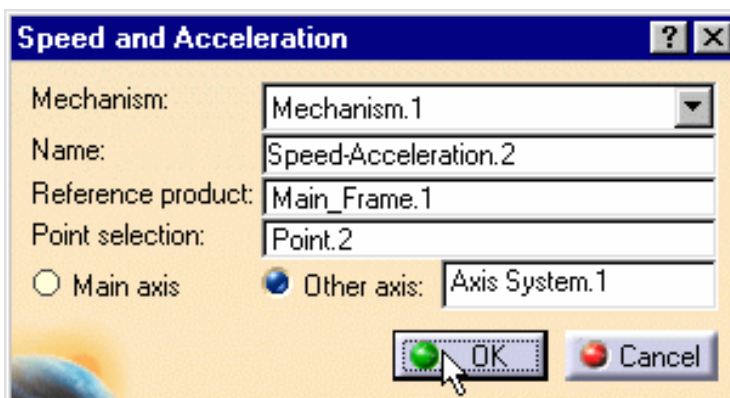 Speed and Acceleration
Mechanism: Mechanism.1
Name: Speed-Acceleration.2
Reference product: Main_Frame.1
Point selection: Point.2
Main axis Other axis: Axis System.1
OK Cancel